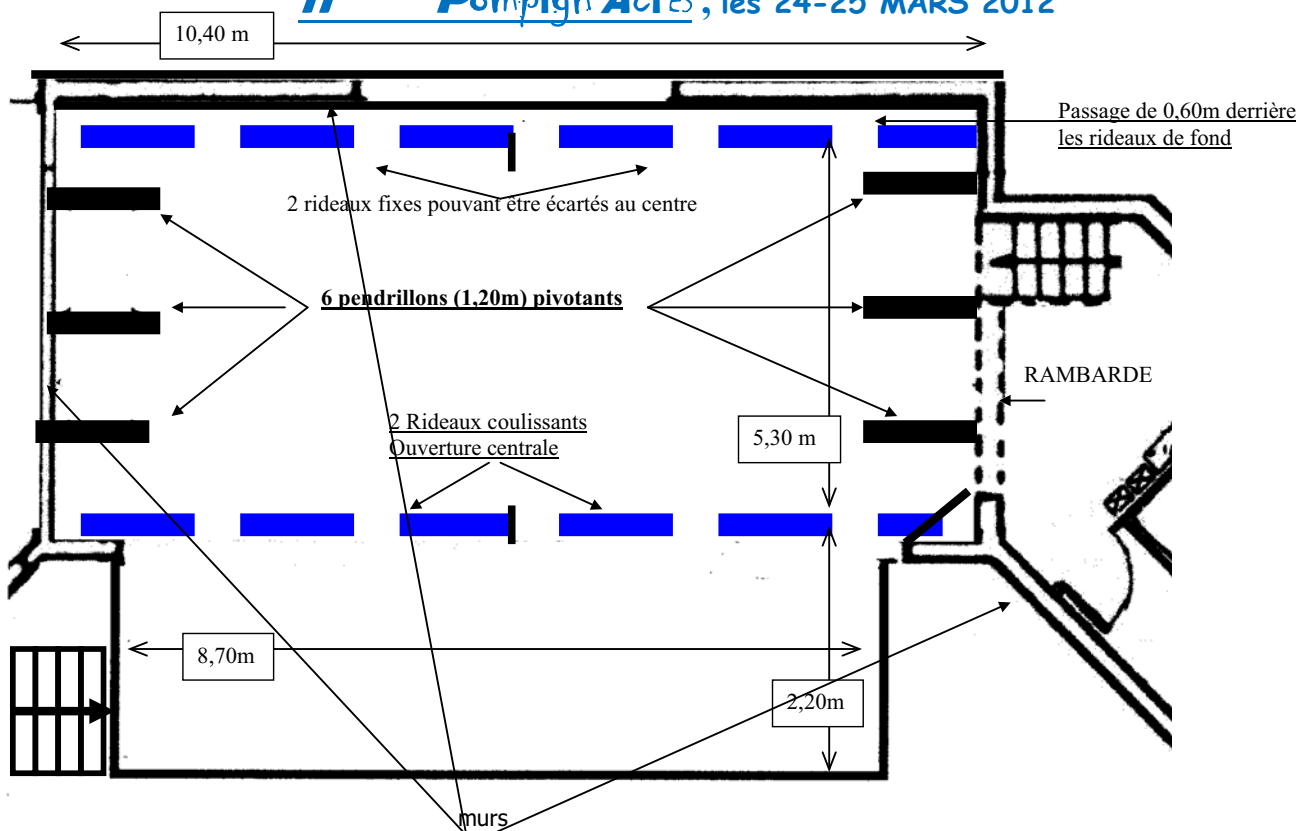 Pompign'Actes, les 24-25 MARS 2012
10,40 m
Passage de 0,60m derrière
les rideaux de fond
2 rideaux fixes pouvant être écartés au centre
6 pendrillons (1,20m) pivotants
RAMBARDE
2 Rideaux coulissants
Ouverture centrale
5,30 m
8,70m
2,20m
murs